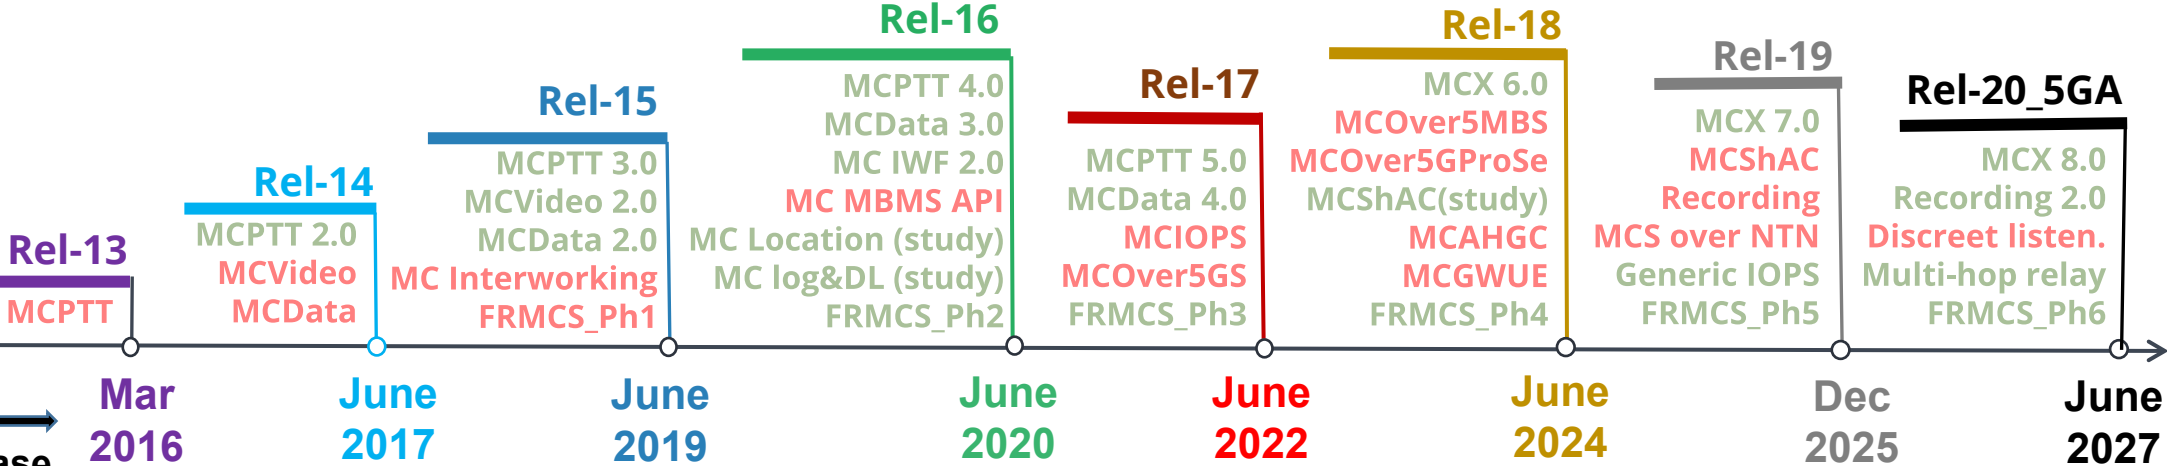 Rel-13
MCPTT
Mar
2016
Rel-14
MCPTT 2.0
MCVideo
MCData
June
2017
Rel-15
MCPTT 3.0
MCVideo 2.0
MCData 2.0
MC Interworking
FRMCS_Ph1
June
2019
Rel-16
MCPTT 4.0
MCData 3.0
MC IWF 2.0
MC MBMS API
MC Location (study)
MC log&DL (study)
FRMCS_Ph2
June
2020
Rel-17
MCPTT 5.0
MCData 4.0
MCIOPS
MCOver5GS
FRMCS_Ph3
June
2022
Rel-18
MCX 6.0
MCOver5MBS
MCOver5GProSe
MCShAC(study)
MCAHGC
MCGWUE
FRMCS_Ph4
June
2024
Rel-19
MCX 7.0
MCShAC
Recording
MCS over NTN
Generic IOPS
FRMCS_Ph5
Dec
2025
Rel-20_5GA
MCX 8.0
Recording 2.0
Discreet listen.
Multi-hop relay
FRMCS_Ph6
June
2027